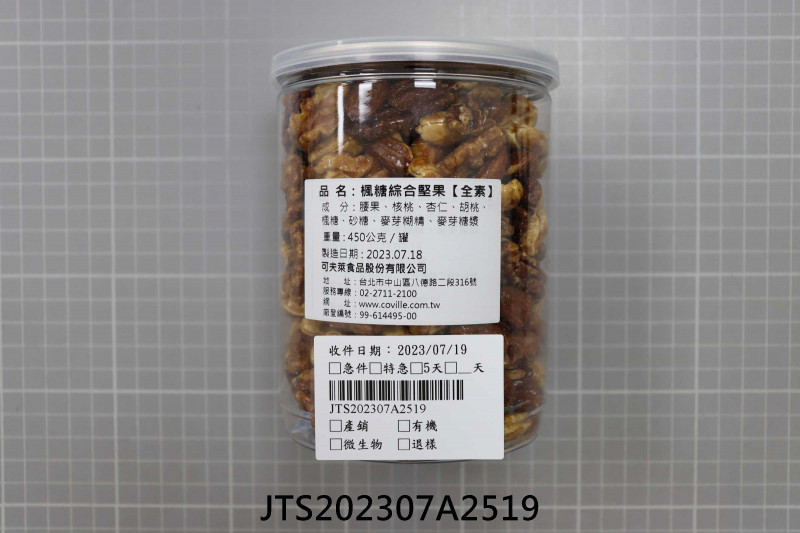 品 名：楓糖綜合堅果【全素】
成 分：腰果、核桃、杏仁、胡桃、
楓糖、砂糖、麥芽糊精、麥芽糖漿
重量：450公克 / 罐
製造日期：2023.07.18
可夫萊食品股份有限公司
地 址：台北市中山區八德路二段316號
服務專線：02-2711-2100
網 址：www.coville.com.tw
廠登編號：99-614495-00
收件日期：2023/07/19
□急件□特急□5天□__天
JTS202307A2519
□產銷 □有機
□微生物 □退樣
JTS202307A2519